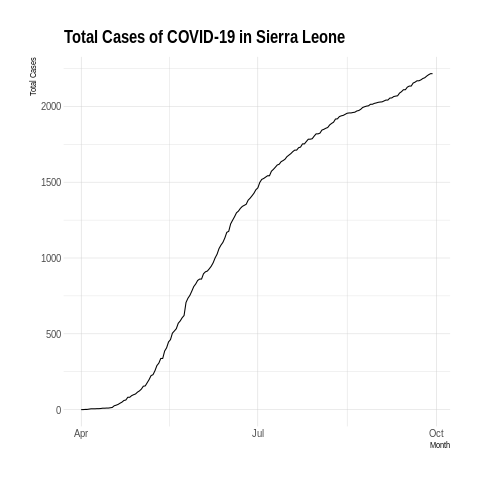 Total Cases of COVID-19 in Sierra Leone
Total Cases
2000
1500
1000
500
0
Apr Jul Oct
Month